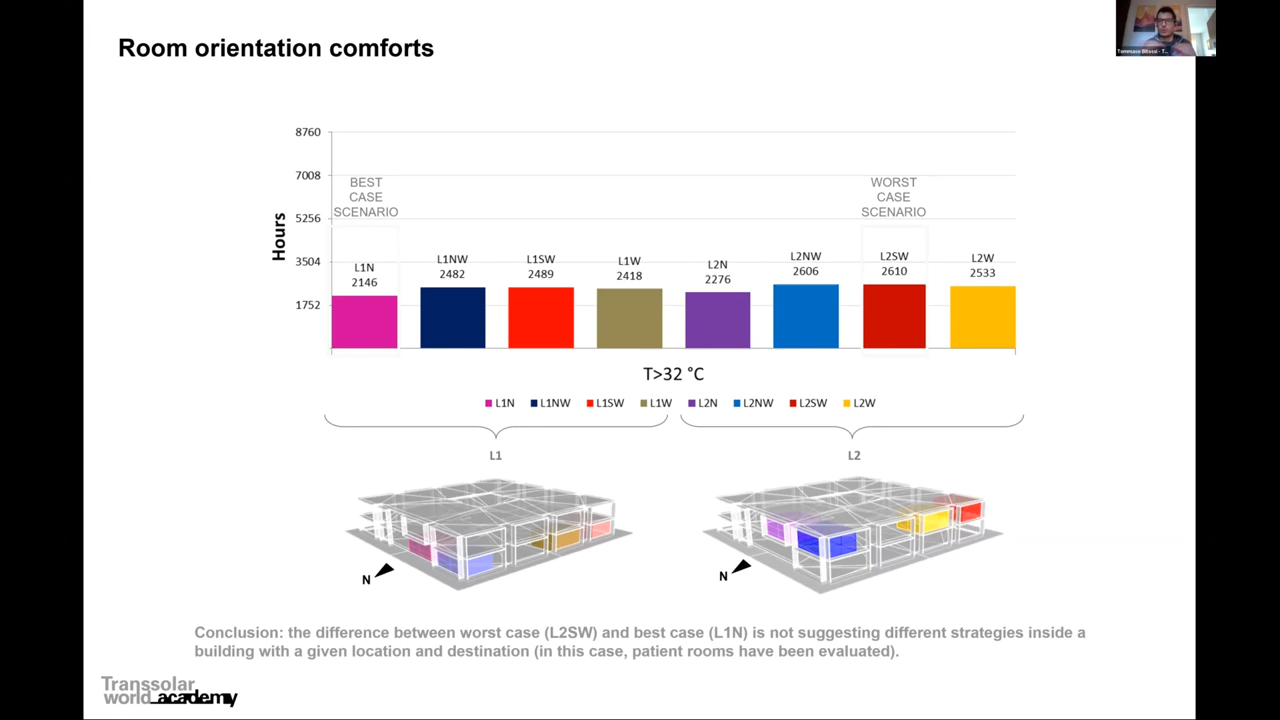 Room orientation comforts
Tommaso Bitossi - T...
Hours
8760
7008
5256
3504
1752
BEST
CASE
SCENARIO
WORST
CASE
SCENARIO
L1N
2146
L1NW
2482
L1SW
2489
L1W
2418
L2N
2276
L2NW
2606
L2SW
2610
L2W
2533
T>32 °C
L1N L1NW L1SW L1W L2N L2NW L2SW L2W
L1
L2
N
N
Conclusion: the difference between worst case (L2SW) and best case (L1N) is not suggesting different strategies inside a
building with a given location and destination (in this case, patient rooms have been evaluated).
Transsolar
world academy